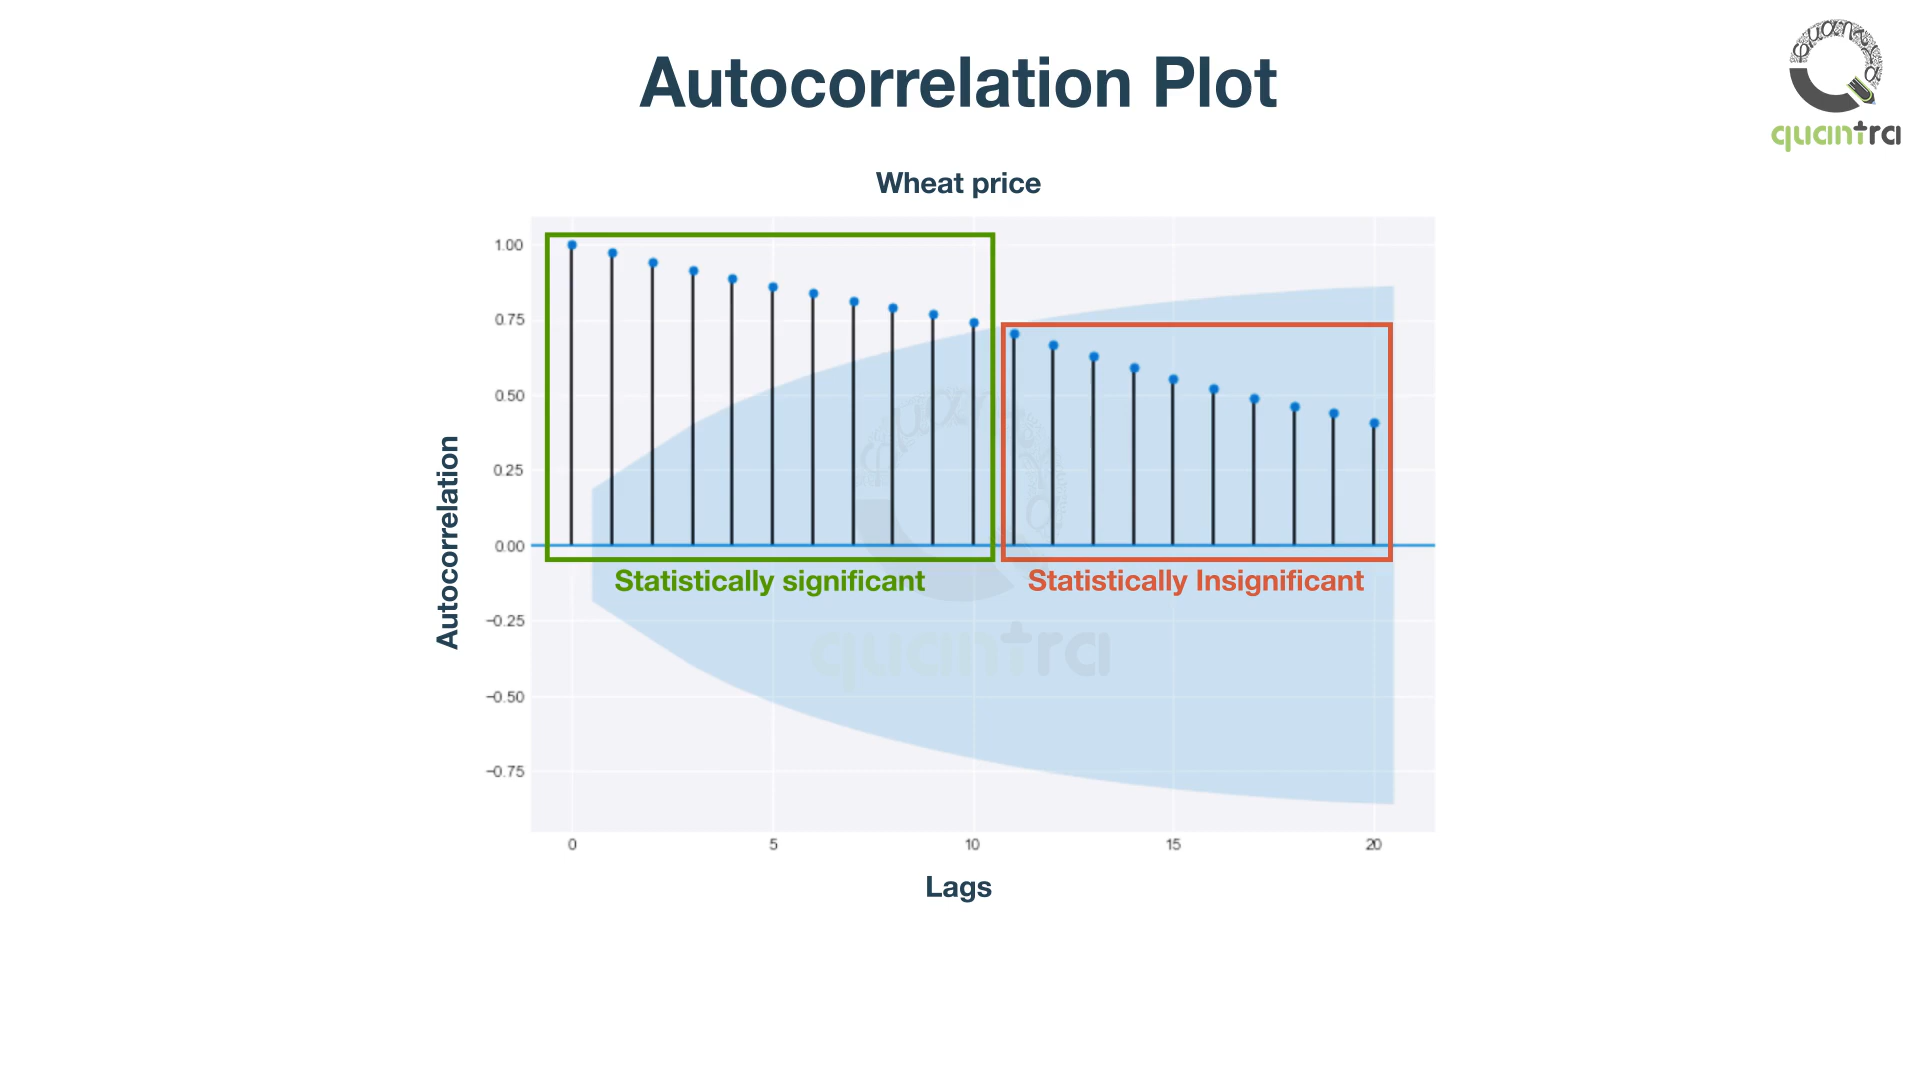 Autocorrelation Plot
quantra
Wheat price
1.00
0.75
0.50
0.25
0.00
−0.25
−0.50
−0.75
Autocorrelation
Statistically significant
Statistically Insignificant
quantra
0 5 10 15 20
Lags